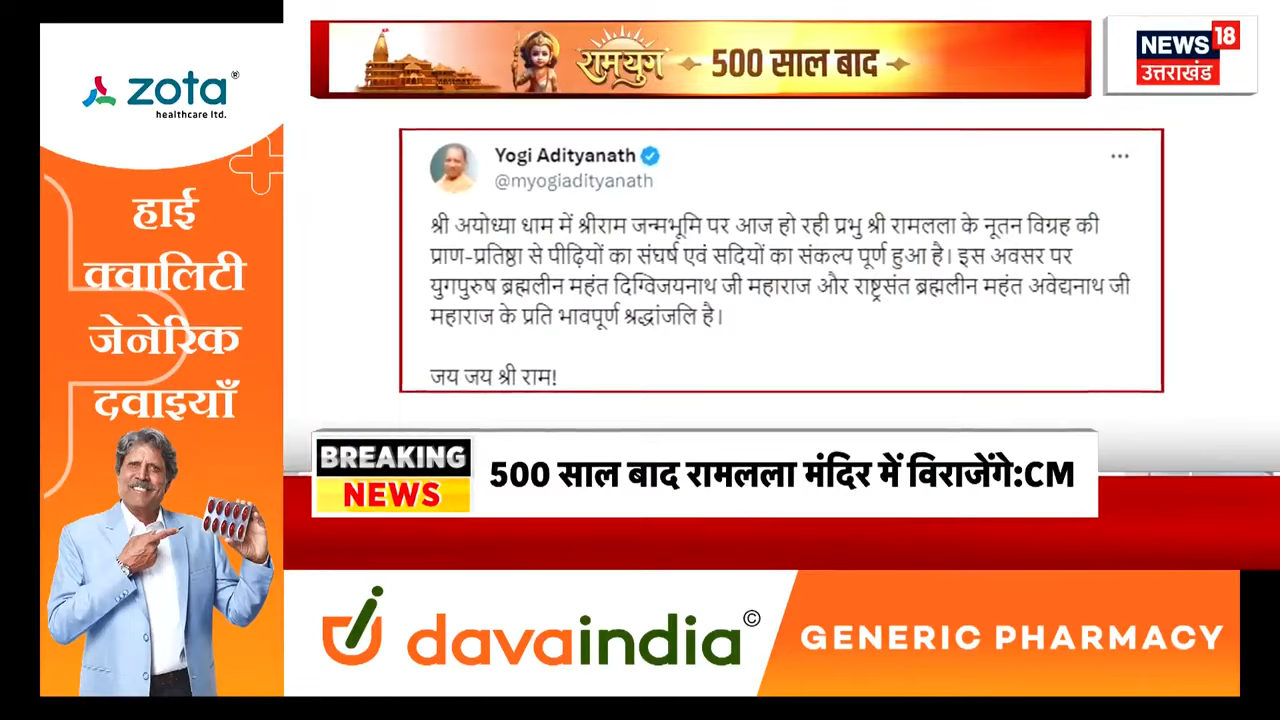 zota®
healthcare ltd.
हाई
क्वालिटी
जेनेरिक
दवाइयाँ
रामयुग
500 साल बाद
NEWS 18
उत्तराखंड
Yogi Adityanath
@myogiadityanath
श्री अयोध्या धाम में श्रीराम जन्मभूमि पर आज हो रही प्रभु श्री रामलला के नूतन विग्रह की
प्राण-प्रतिष्ठा से पीढ़ियों का संघर्ष एवं सदियों का संकल्प पूर्ण हुआ है। इस अवसर पर
युगपुरुष ब्रह्मलीन महंत दिग्विजयनाथ जी महाराज और राष्ट्रसंत ब्रह्मलीन महंत अवेद्यनाथ जी
महाराज के प्रति भावपूर्ण श्रद्धांजलि है।
जय जय श्री राम!
BREAKING
NEWS
500 साल बाद रामलला मंदिर में विराजेंगे:CM
davaindia©
GENERIC PHARMACY